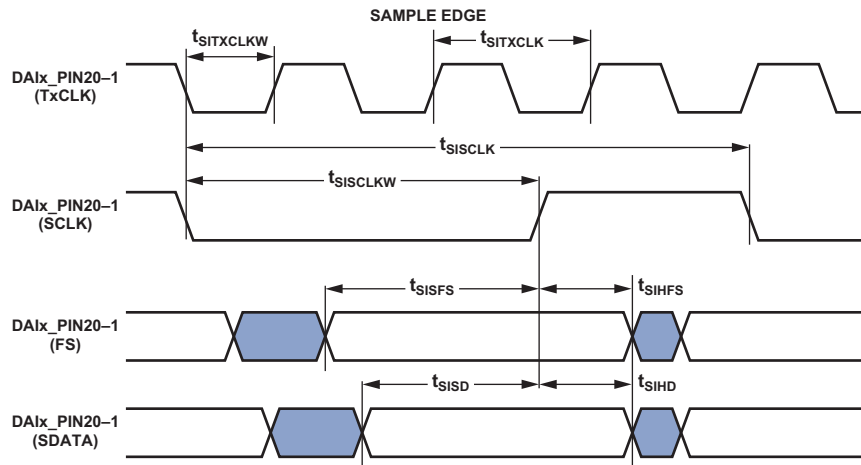 SAMPLE EDGE
tSITXCLKW
tSITXCLK
DAIx_PIN20–1
(TxCLK)
tSISCLK
tSISCLKW
DAIx_PIN20–1
(SCLK)
tSISFS
tSIHFS
DAIx_PIN20–1
(FS)
tSISD
tSIHD
DAIx_PIN20–1
(SDATA)